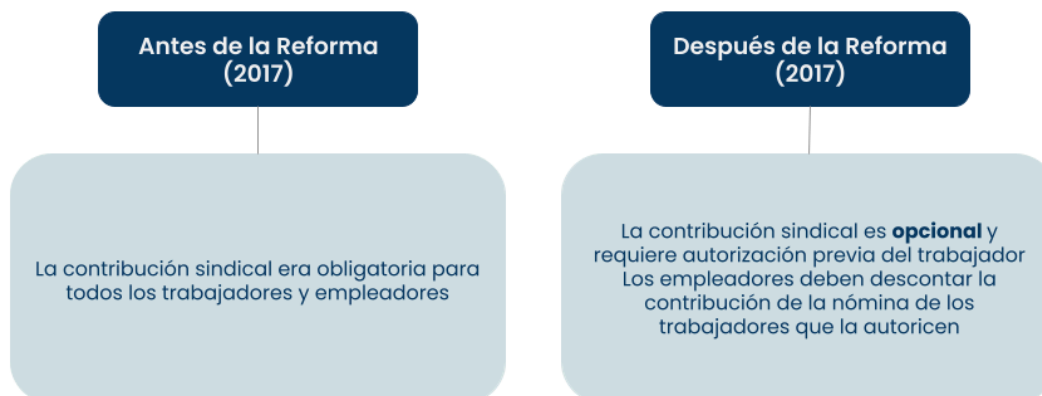 Antes de la Reforma
(2017)
La contribución sindical era obligatoria para
todos los trabajadores y empleadores
Después de la Reforma
(2017)
La contribución sindical es opcional y
requiere autorización previa del trabajador
Los empleadores deben descontar la
contribución de la nómina de los
trabajadores que la autoricen